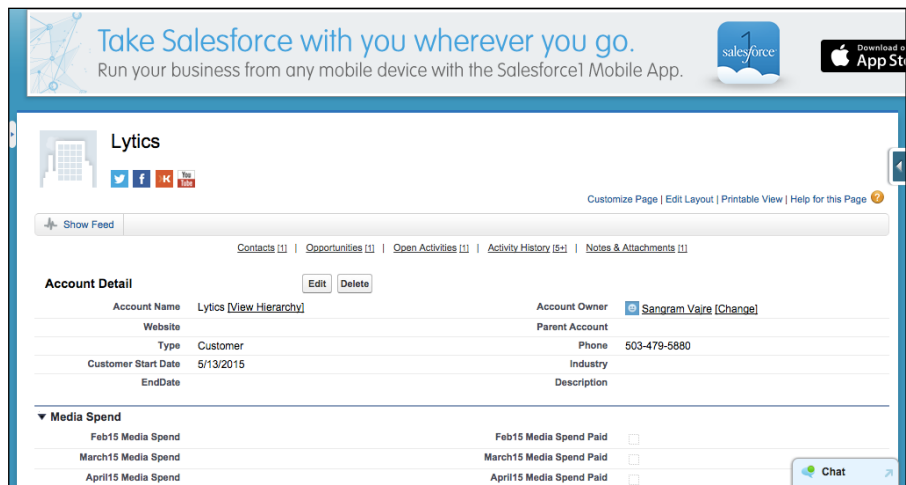 Take Salesforce with you wherever you go.
Run your business from any mobile device with the Salesforce1 Mobile App.
salesforce
1
Download o
App Sto
Lytics
You
Tube
Customize Page | Edit Layout | Printable View | Help for this Page ?
Show Feed
Contacts [1] | Opportunities [1] | Open Activities [1] | Activity History [5+] | Notes & Attachments [1]
Account Detail Edit Delete
Account Name Lytics [View Hierarchy] Account Owner Sangram Vajre [Change]
Website Parent Account
Type Customer Phone 503-479-5880
Customer Start Date 5/13/2015 Industry
EndDate Description
Media Spend
Feb15 Media Spend Feb15 Media Spend Paid
March15 Media Spend March15 Media Spend Paid
April15 Media Spend April15 Media Spend Paid
Chat